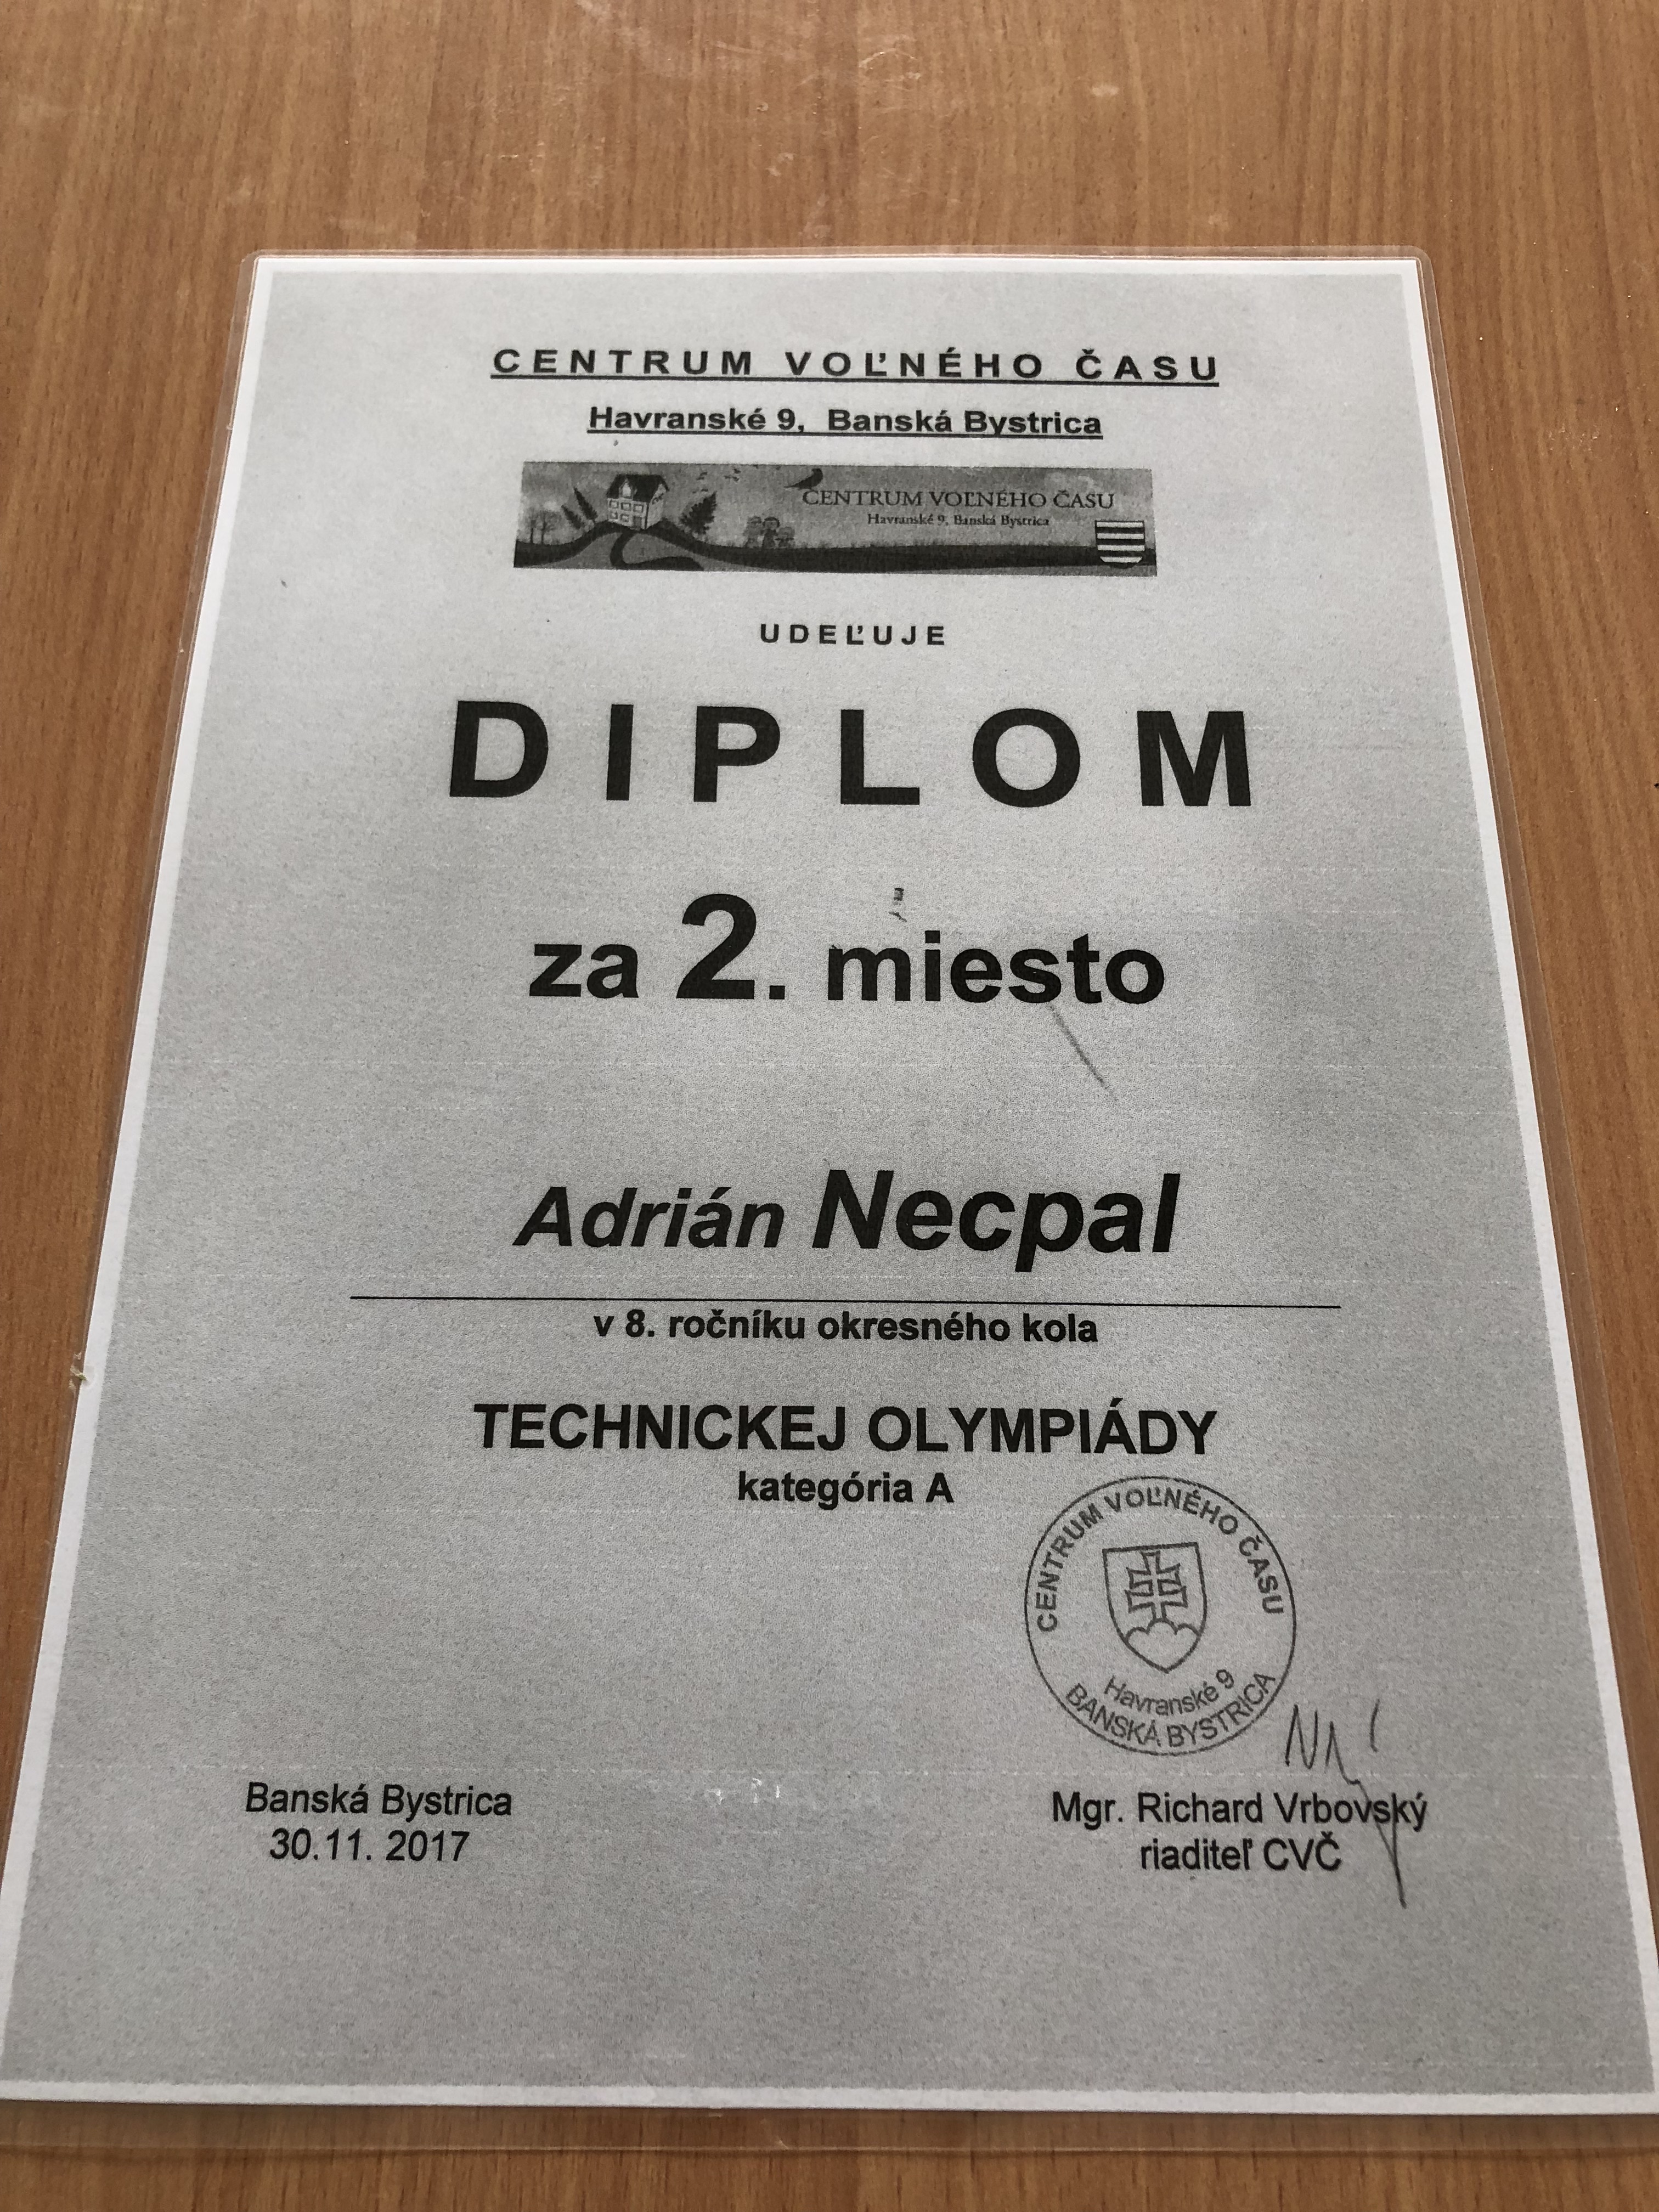 CENTRUM VOĽNÉHO ČASU
Havranské 9, Banská Bystrica
CENTRUM VOĽNÉHO ČASU
Havranské 9, Banská Bystrica
UDEĽUJE
DIPLOM
za 2. miesto
Adrián Necpal
v 8. ročníku okresného kola
TECHNICKEJ OLYMPIÁDY
kategória A
CENTRUM VOĽNÉHO ČASU
Havranské 9
BANSKÁ BYSTRICA
Banská Bystrica
30.11. 2017
Mgr. Richard Vrbovský
riaditeľ CVČ